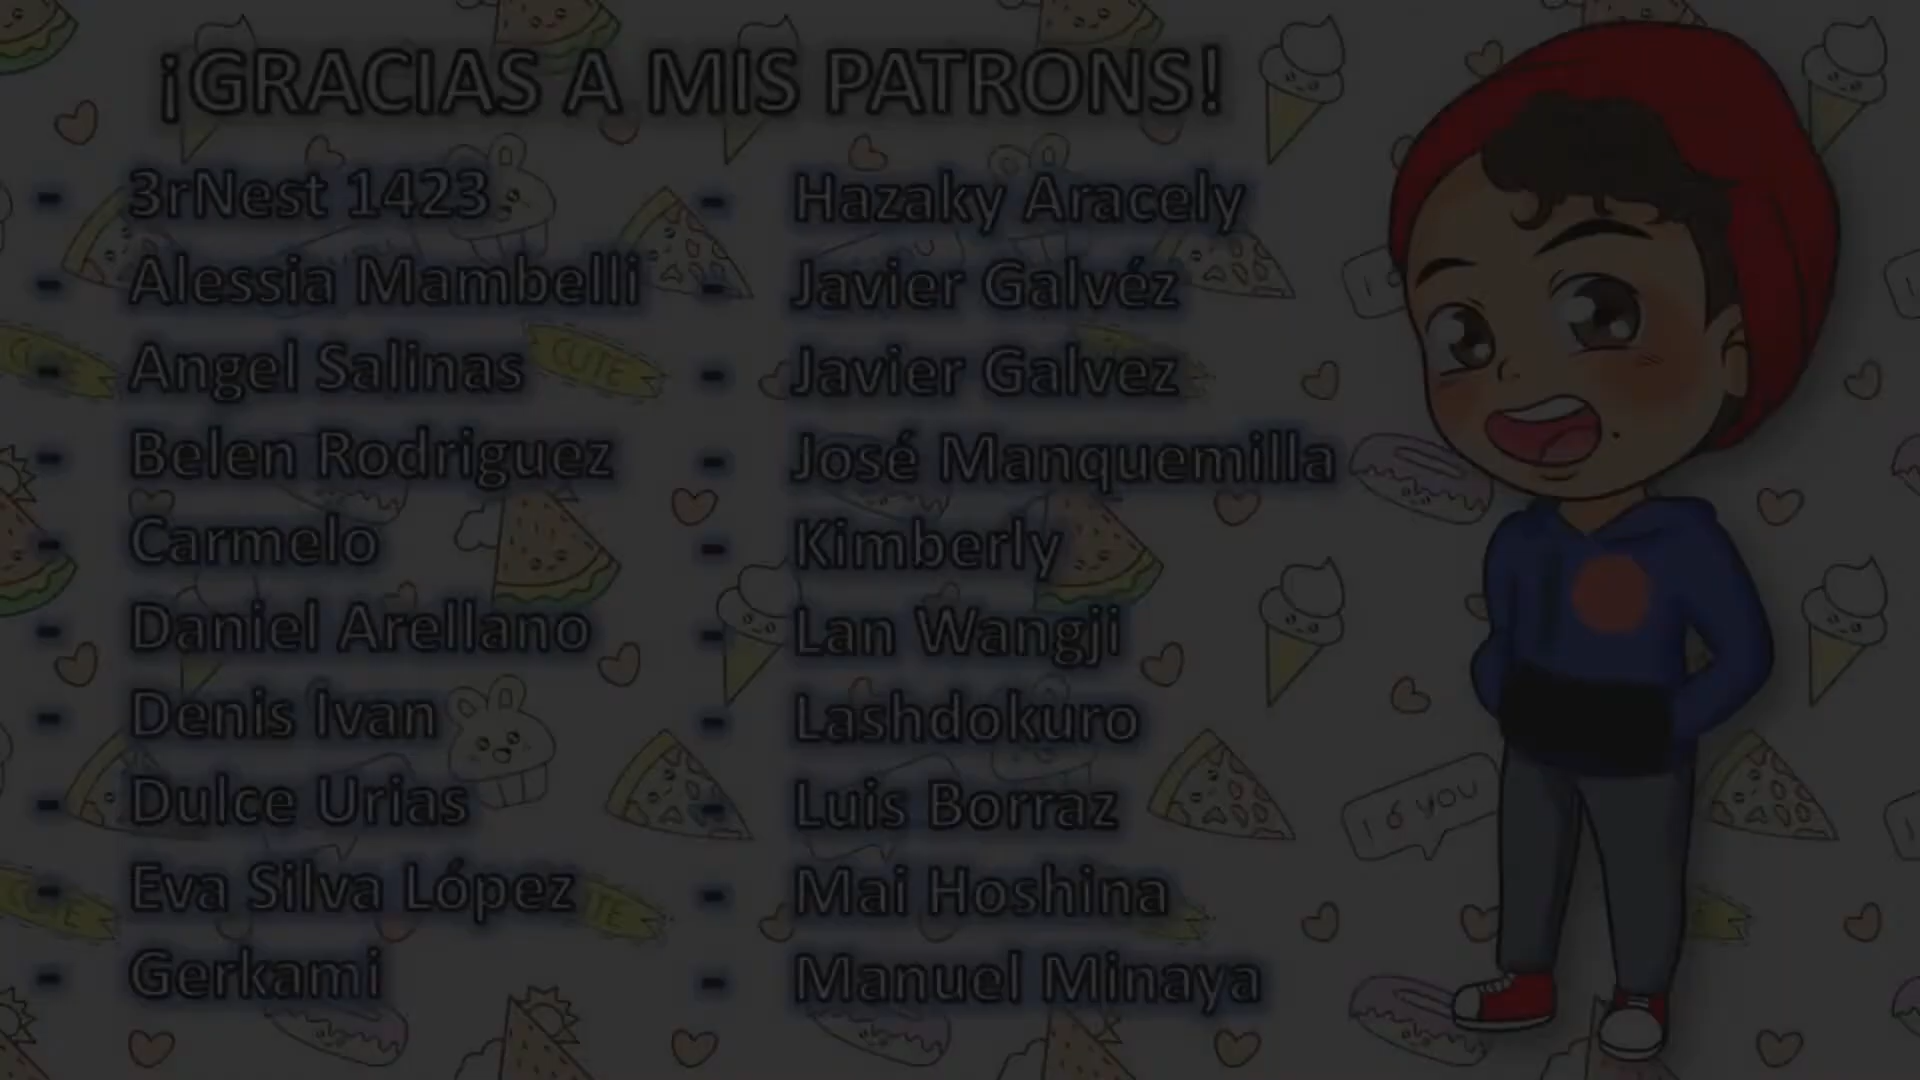 ¡GRACIAS A MIS PATRONS!
- 3rNest 1423
- Alessia Mambelli
- Angel Salinas
- Belen Rodriguez
- Carmelo
- Daniel Arellano
- Denis Ivan
- Dulce Urias
- Eva Silva López
- Gerkami
- Hazaky Aracely
- Javier Galvéz
- Javier Galvez
- José Manquemilla
- Kimberly
- Lan Wangji
- Lashdokuro
- Luis Borraz
- Mai Hoshina
- Manuel Minaya
CUTE
YOU